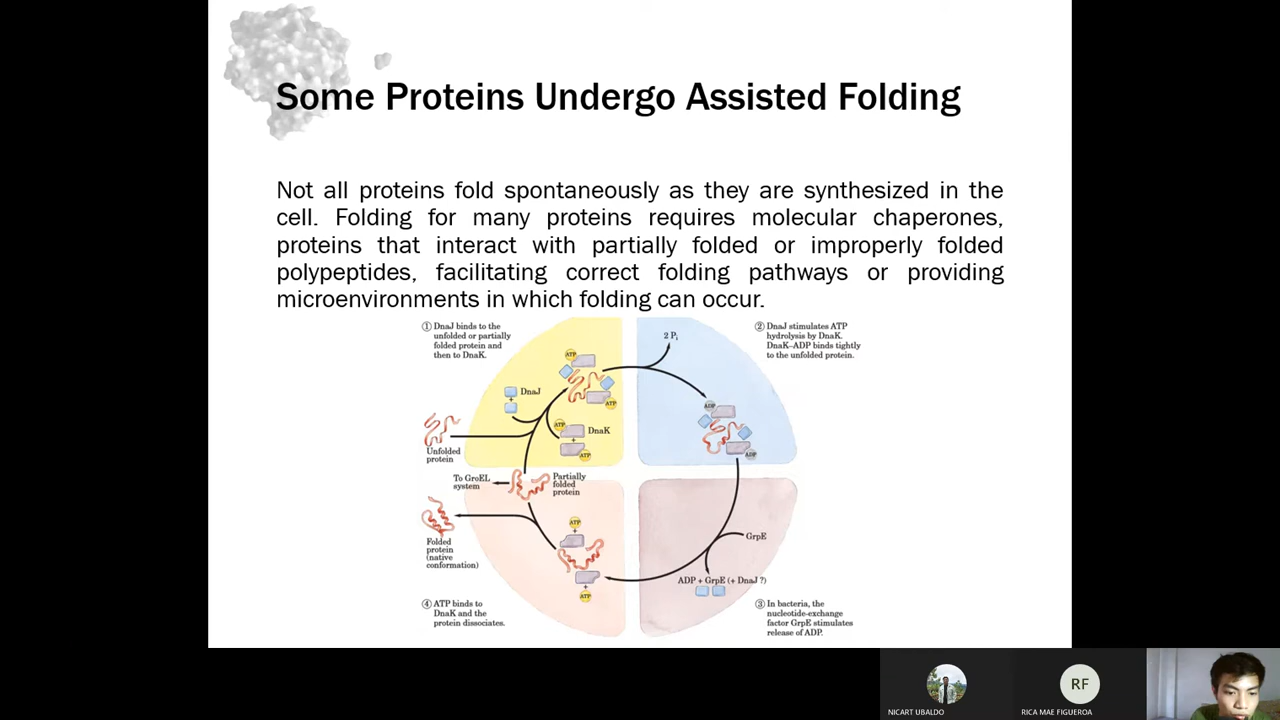 Some Proteins Undergo Assisted Folding
Not all proteins fold spontaneously as they are synthesized in the
cell. Folding for many proteins requires molecular chaperones,
proteins that interact with partially folded or improperly folded
polypeptides, facilitating correct folding pathways or providing
microenvironments in which folding can occur.
① DnaJ binds to the
unfolded or partially
folded protein and
then to DnaK.
② DnaJ stimulates ATP
hydrolysis by DnaK.
DnaK–ADP binds tightly
to the unfolded protein.
2 Pi
ATP
DnaJ
+
ATP
ATP
DnaK
+
ATP
ADP
ADP
Unfolded
protein
To GroEL
system
Partially
folded
protein
Folded
protein
(native
conformation)
ATP
+
+
ATP
GrpE
ADP + GrpE (+ DnaJ ?)
④ ATP binds to
DnaK and the
protein dissociates.
③ In bacteria, the
nucleotide-exchange
factor GrpE stimulates
release of ADP.
RF
NICART UBALDO
RICA MAE FIGUEROA